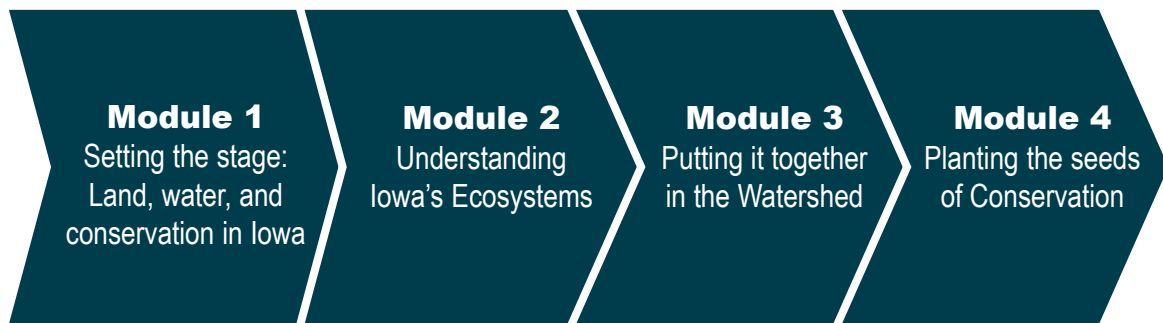 Module 1
Setting the stage:
Land, water, and
conservation in Iowa
Module 2
Understanding
Iowa's Ecosystems
Module 3
Putting it together
in the Watershed
Module 4
Planting the seeds
of Conservation